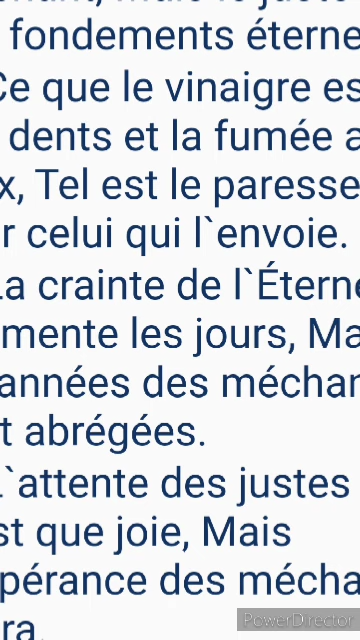 fondements éterne
Ce que le vinaigre es
dents et la fumée a
x, Tel est le paresse
r celui qui l`envoie.
La crainte de l`Éterne
mente les jours, Ma
années des méchan
t abrégées.
L`attente des justes
st que joie, Mais
pérance des mécha
ra.
PowerDirector